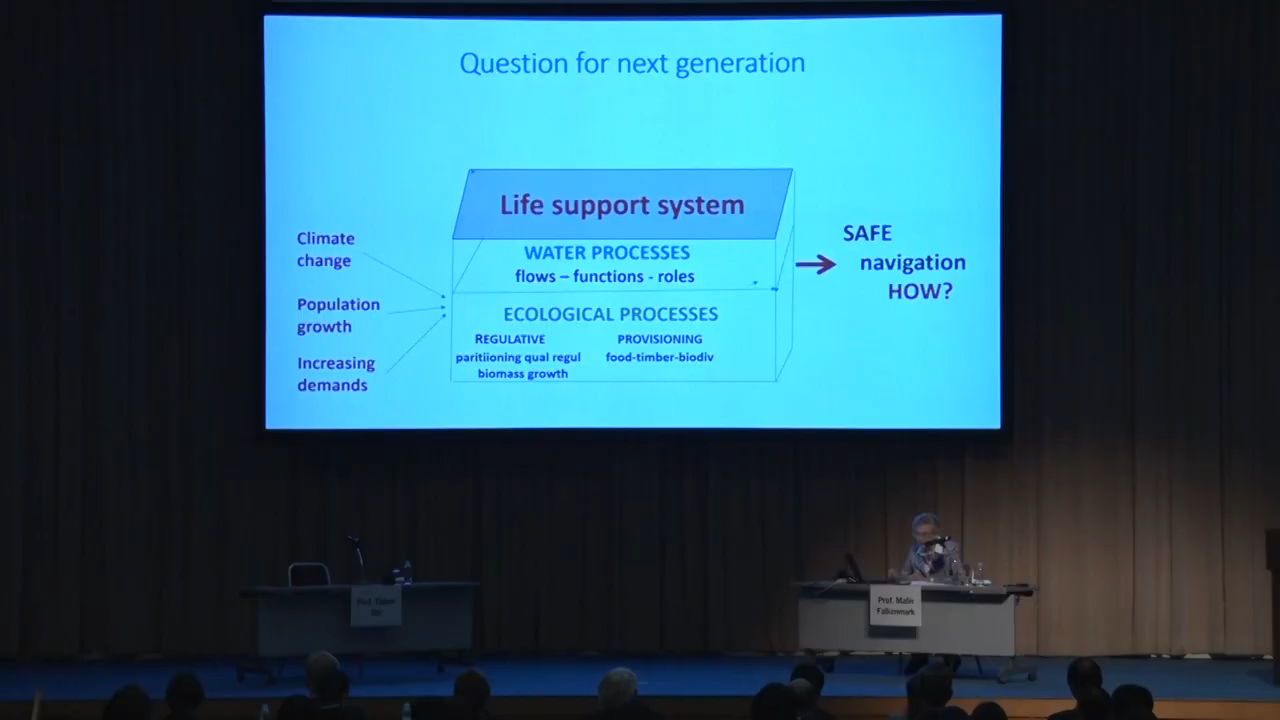 Question for next generation
Life support system
Climate
change
Population
growth
Increasing
demands
WATER PROCESSES
flows – functions - roles
ECOLOGICAL PROCESSES
REGULATIVE
paritiioning qual regul
biomass growth
PROVISIONING
food-timber-biodiv
SAFE
navigation
HOW?
Prof. Malin
Falkenmark
Prof.